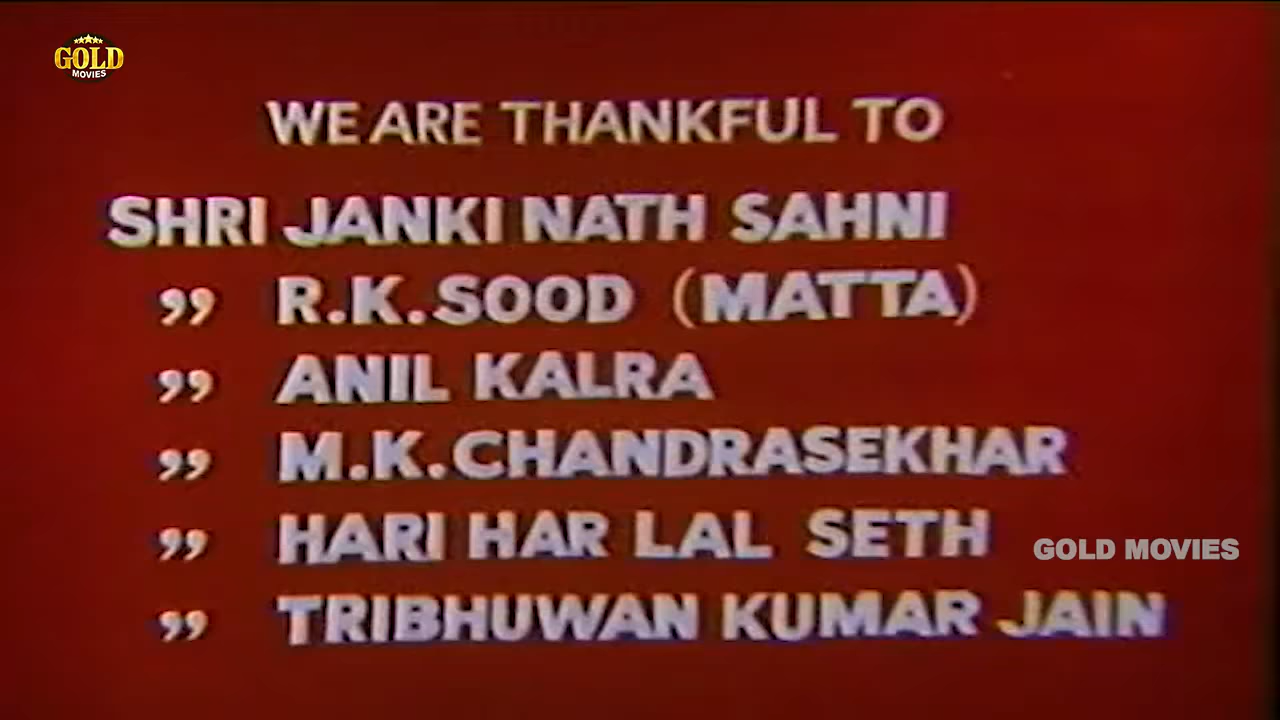 GOLD
MOVIES
WE ARE THANKFUL TO
SHRI JANKI NATH SAHNI
” R.K.SOOD (MATTA)
” ANIL KALRA
” M.K.CHANDRASEKHAR
” HARI HAR LAL SETH
GOLD MOVIES
” TRIBHUWAN KUMAR JAIN